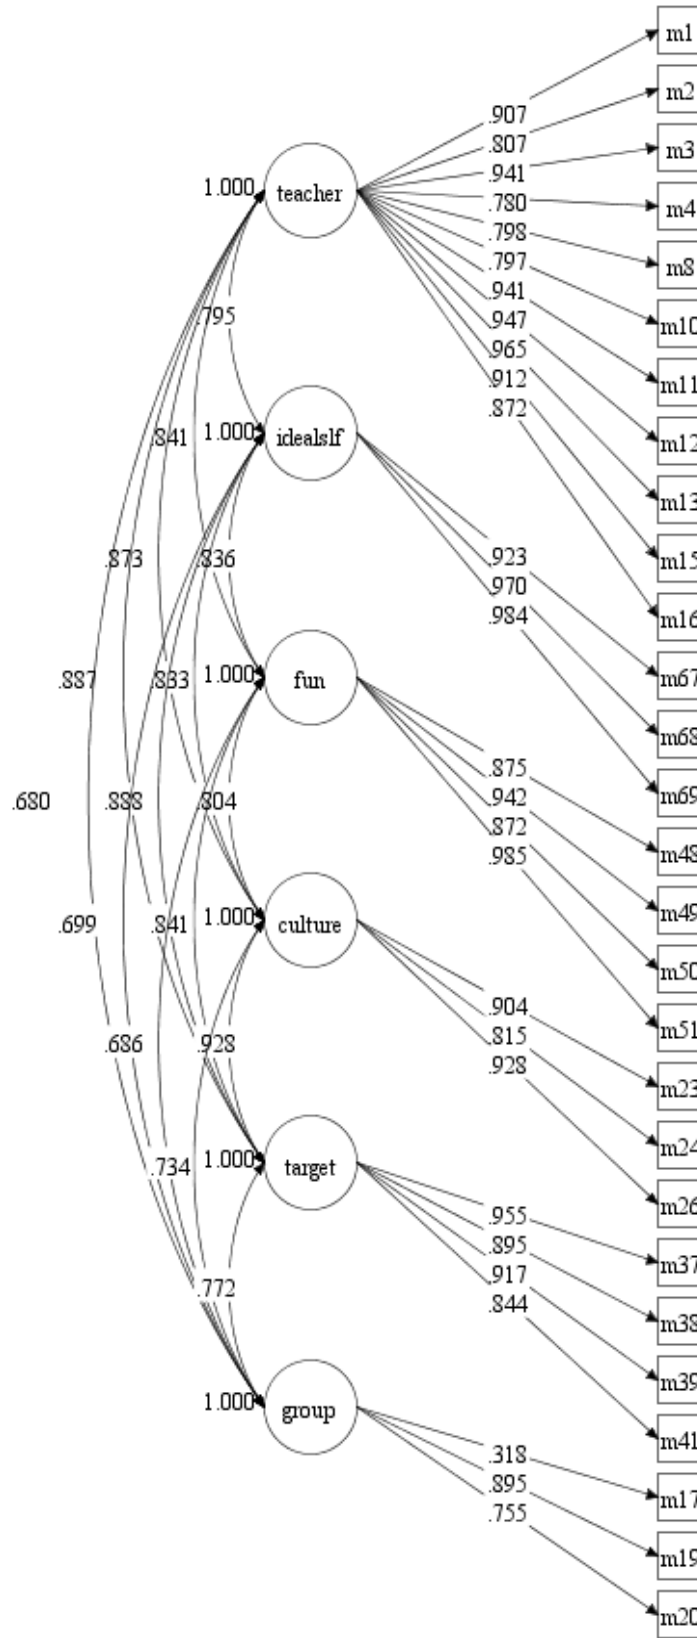 m1
m2
.907
.807
m3
.941
1.000
teacher
.780
m4
.798
.797
m8
.941
.947
m10
.795
.965
.912
m11
.872
.841
1.000
idealslf
m12
m13
.873
.836
.923
m15
.970
.984
m16
.887
.833
1.000
fun
m67
m68
.875
m69
.680
.888
.804
.942
.872
m48
.985
.699
.841
1.000
culture
m49
m50
.904
m51
.686
.928
.815
.928
m23
m24
.734
1.000
target
m26
.955
.895
m37
.772
.917
.844
m38
m39
1.000
group
m41
.318
m17
.895
.755
m19
m20